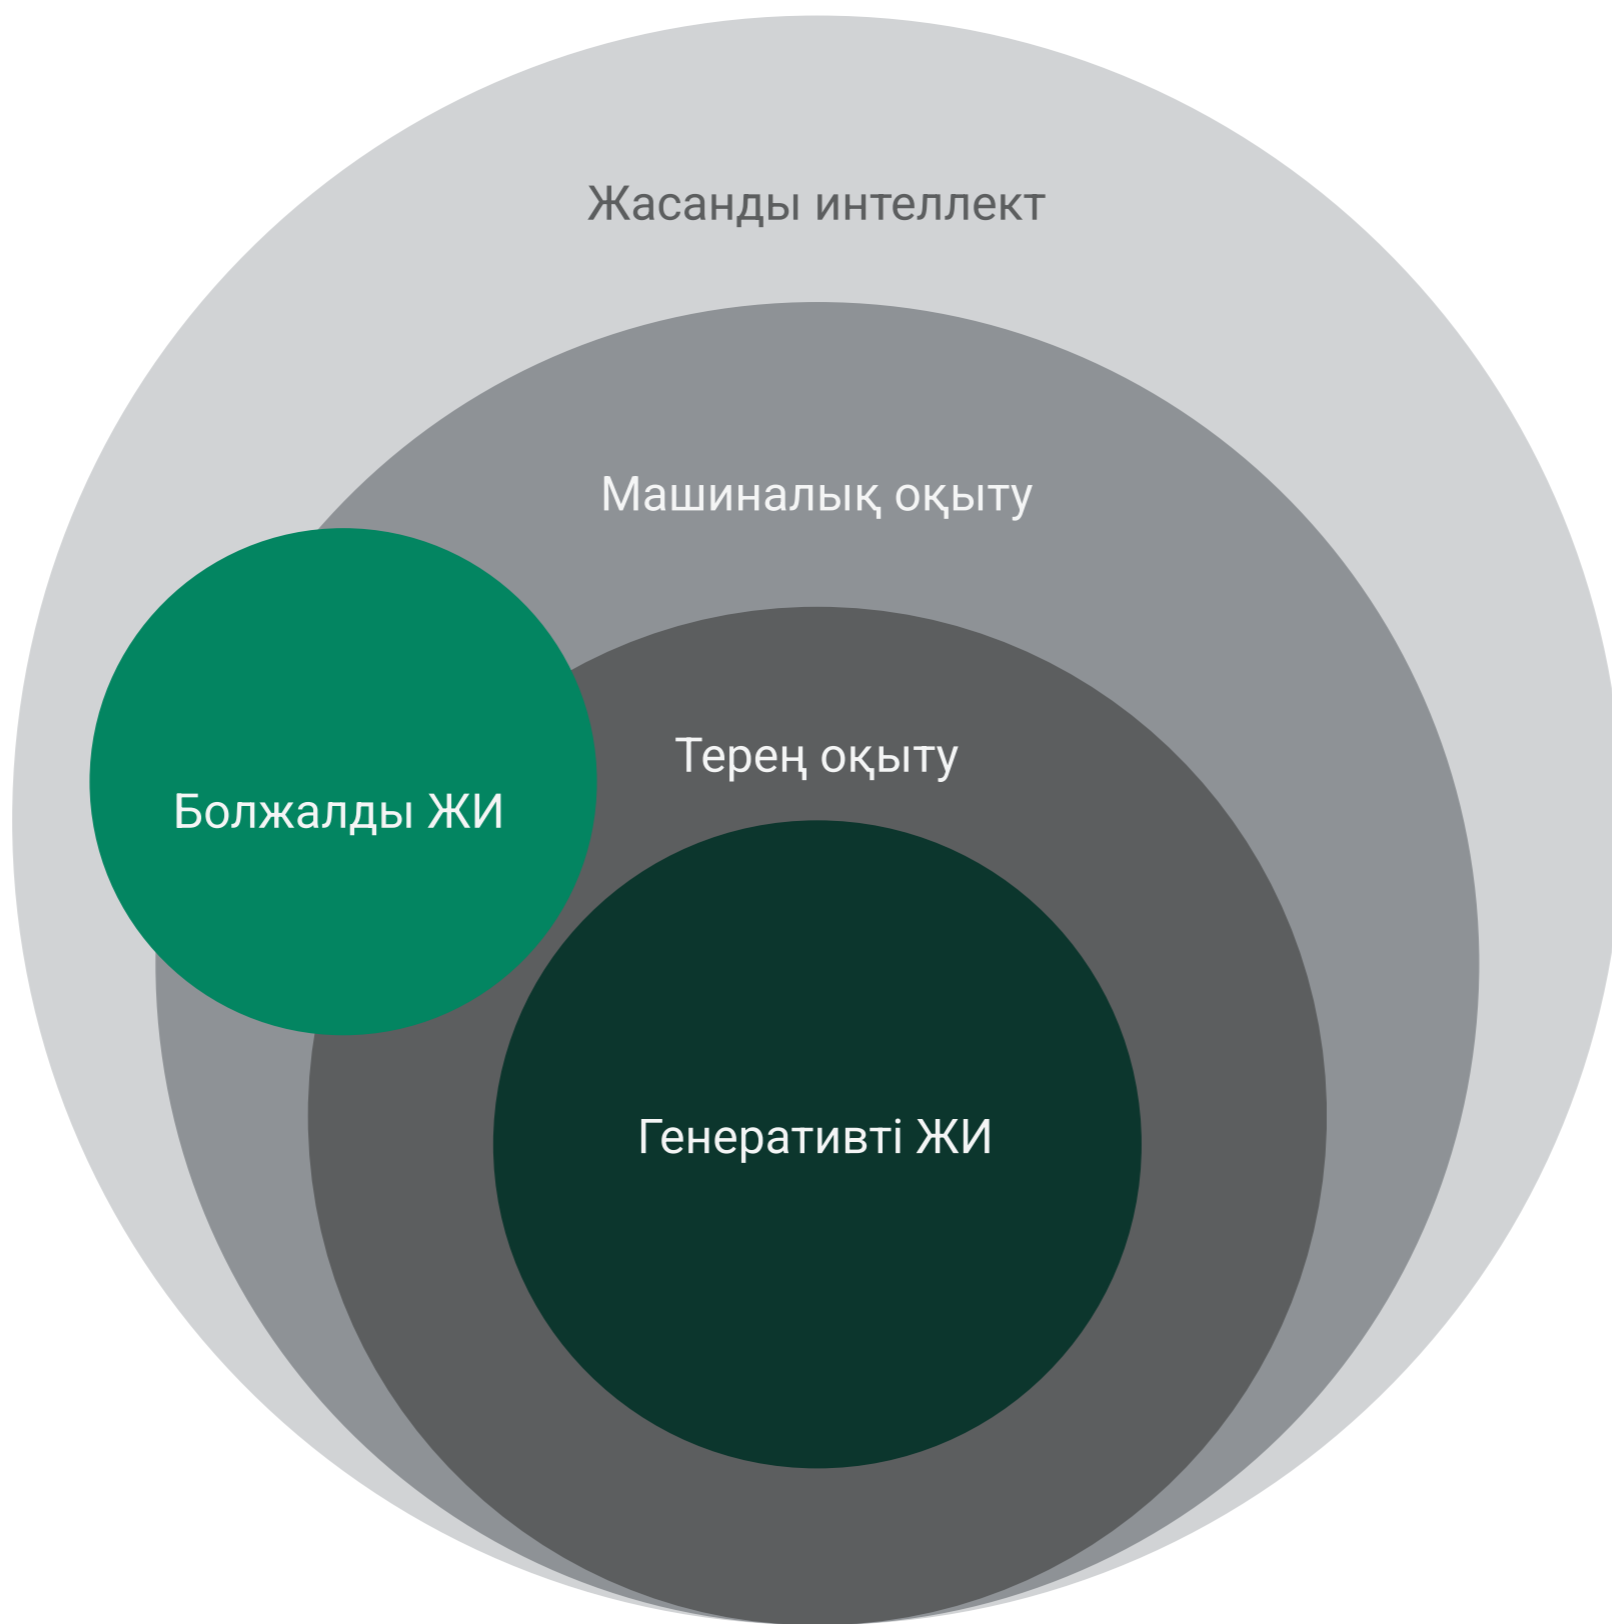 Жасанды интеллект
Машиналық оқыту
Терең оқыту
Болжалды ЖИ
Генеративті ЖИ